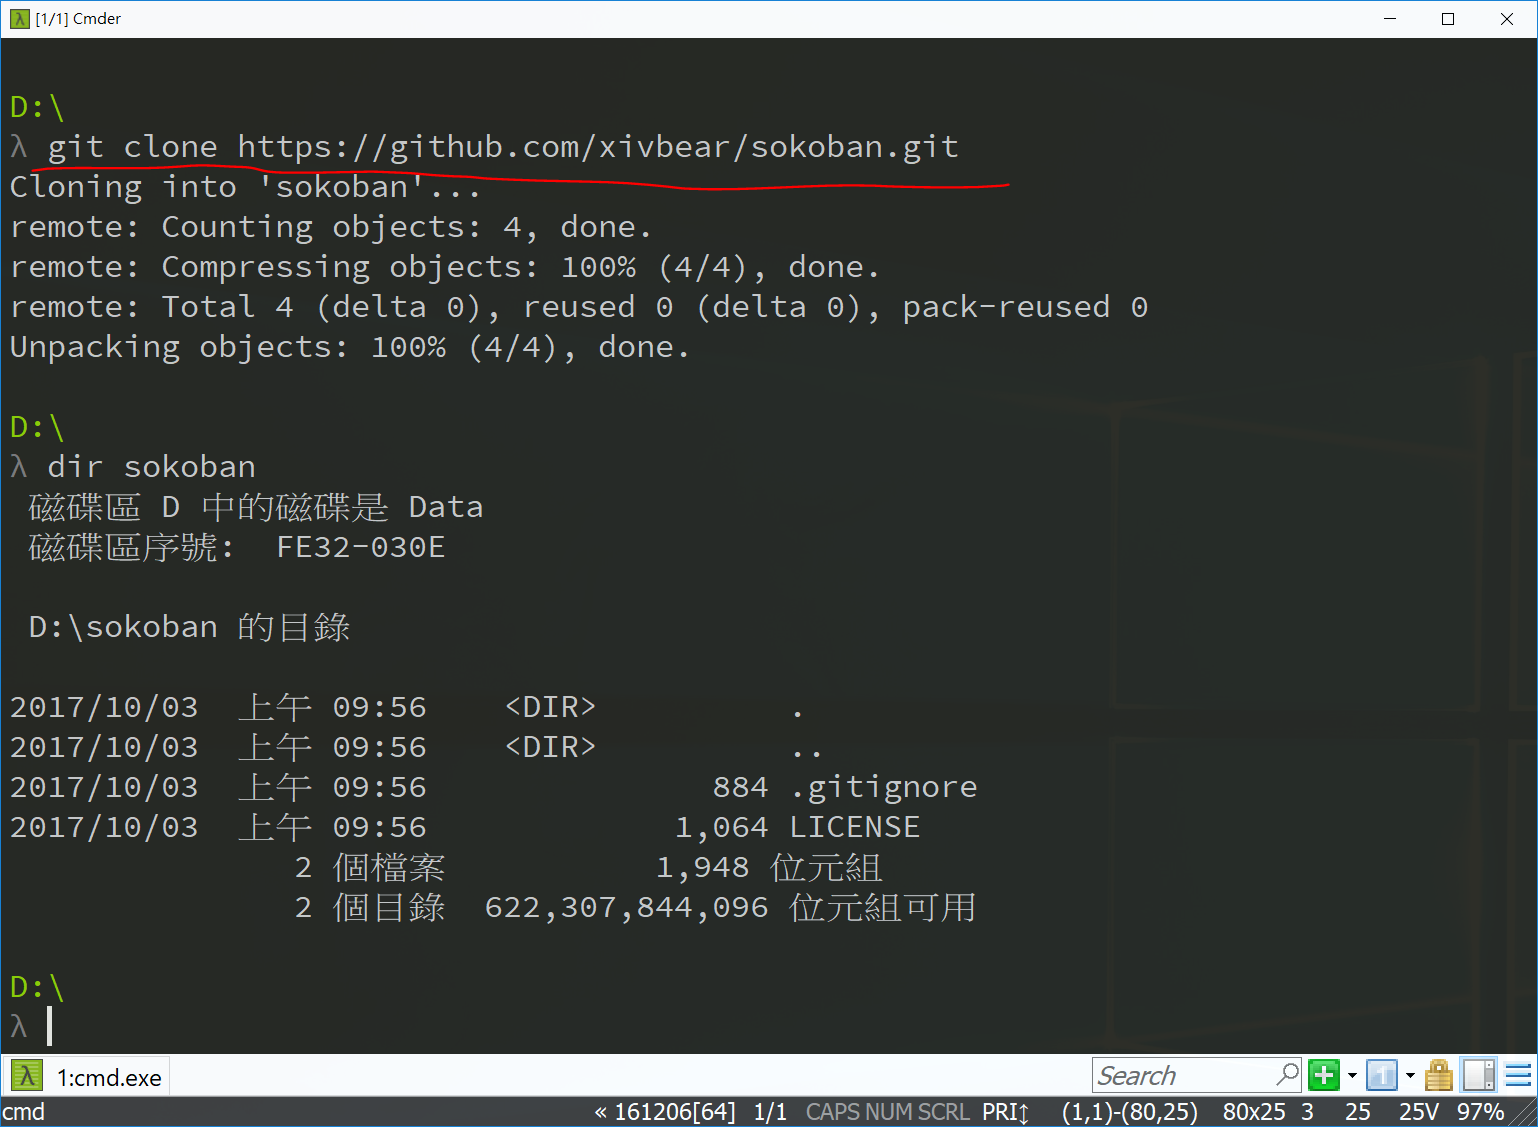 [1/1] Cmder
D:\
λ git clone https://github.com/xivbear/sokoban.git
Cloning into 'sokoban'...
remote: Counting objects: 4, done.
remote: Compressing objects: 100% (4/4), done.
remote: Total 4 (delta 0), reused 0 (delta 0), pack-reused 0
Unpacking objects: 100% (4/4), done.
D:\
λ dir sokoban
磁碟區 D 中的磁碟是 Data
磁碟區序號:  FE32-030E
D:\sokoban 的目錄
2017/10/03  上午 09:56    <DIR>          .
2017/10/03  上午 09:56    <DIR>          ..
2017/10/03  上午 09:56               884 .gitignore
2017/10/03  上午 09:56             1,064 LICENSE
2 個檔案           1,948 位元組
2 個目錄  622,307,844,096 位元組可用
D:\
λ
λ 1:cmd.exe Search 1
cmd « 161206[64] 1/1 CAPS NUM SCRL PRI↕ (1,1)-(80,25) 80x25 3 25 25V 97%